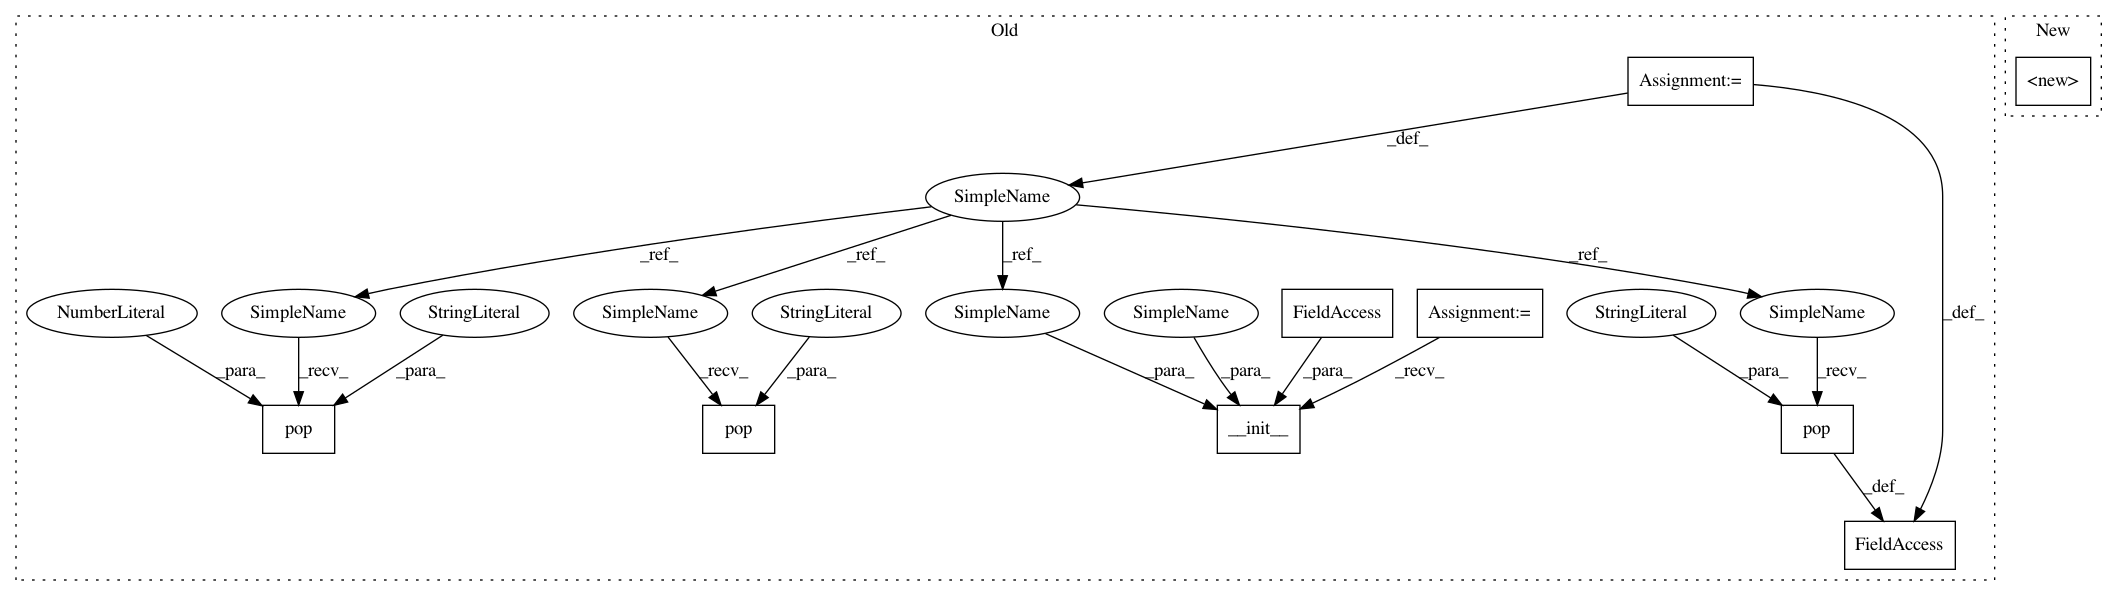 Old
New
Assignment:=
<new>
_def_
SimpleName
_ref_
_ref_
_ref_
_ref_
NumberLiteral
SimpleName
StringLiteral
SimpleName
StringLiteral
SimpleName
SimpleName
FieldAccess
Assignment:=
StringLiteral
SimpleName
_def_
_para_
_recv_
_para_
_recv_
_para_
_para_
_para_
_para_
_recv_
_para_
_recv_
pop
pop
__init__
pop
_def_
FieldAccess